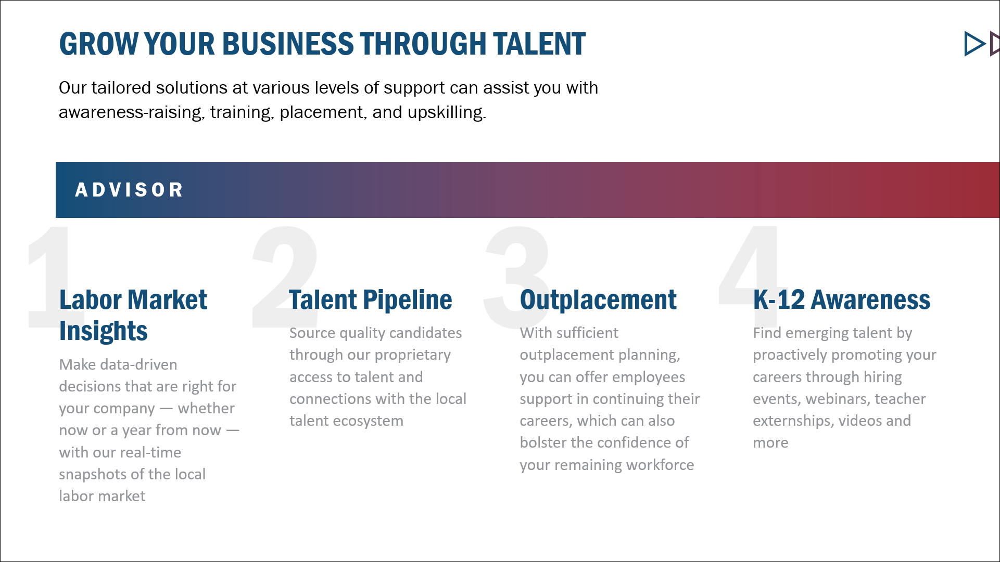 GROW YOUR BUSINESS THROUGH TALENT
Our tailored solutions at various levels of support can assist you with
awareness-raising, training, placement, and upskilling.
ADVISOR
1
Labor Market
Insights
Make data-driven
decisions that are right for
your company — whether
now or a year from now —
with our real-time
snapshots of the local
labor market
2
Talent Pipeline
Source quality candidates
through our proprietary
access to talent and
connections with the local
talent ecosystem
3
Outplacement
With sufficient
outplacement planning,
you can offer employees
support in continuing their
careers, which can also
bolster the confidence of
your remaining workforce
4
K-12 Awareness
Find emerging talent by
proactively promoting your
careers through hiring
events, webinars, teacher
externships, videos and
more